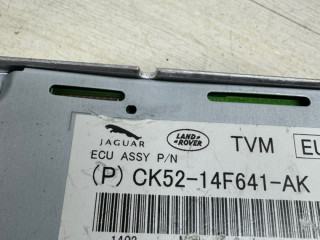 JAGUAR LAND ROVER TVM EU
ECU ASSY P/N
(P) CK52-14F641-AK